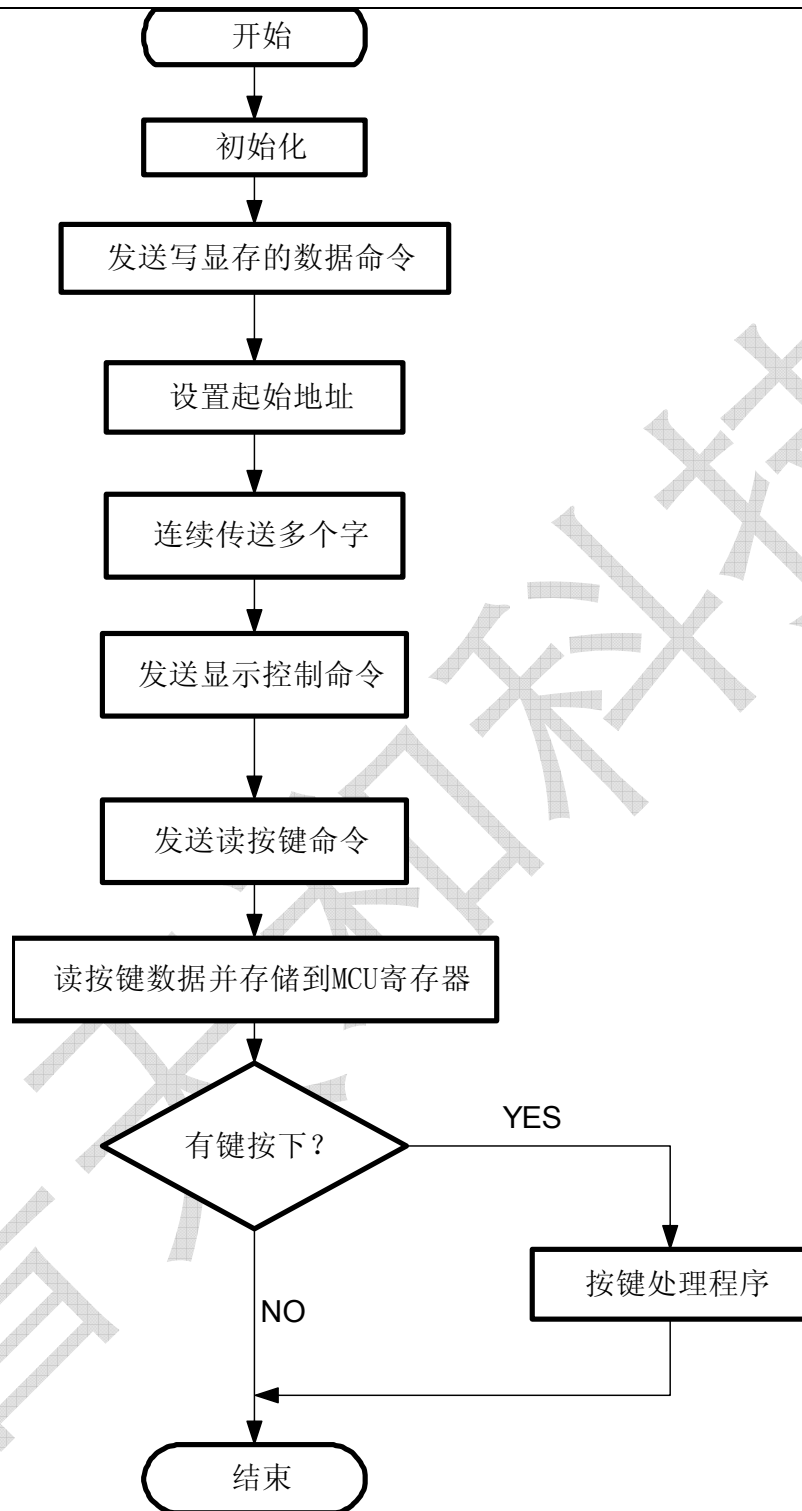 开始
初始化
发送写显存的数据命令
设置起始地址
连续传送多个字
发送显示控制命令
发送读按键命令
读按键数据并存储到MCU寄存器
有键按下？
YES
按键处理程序
NO
结束